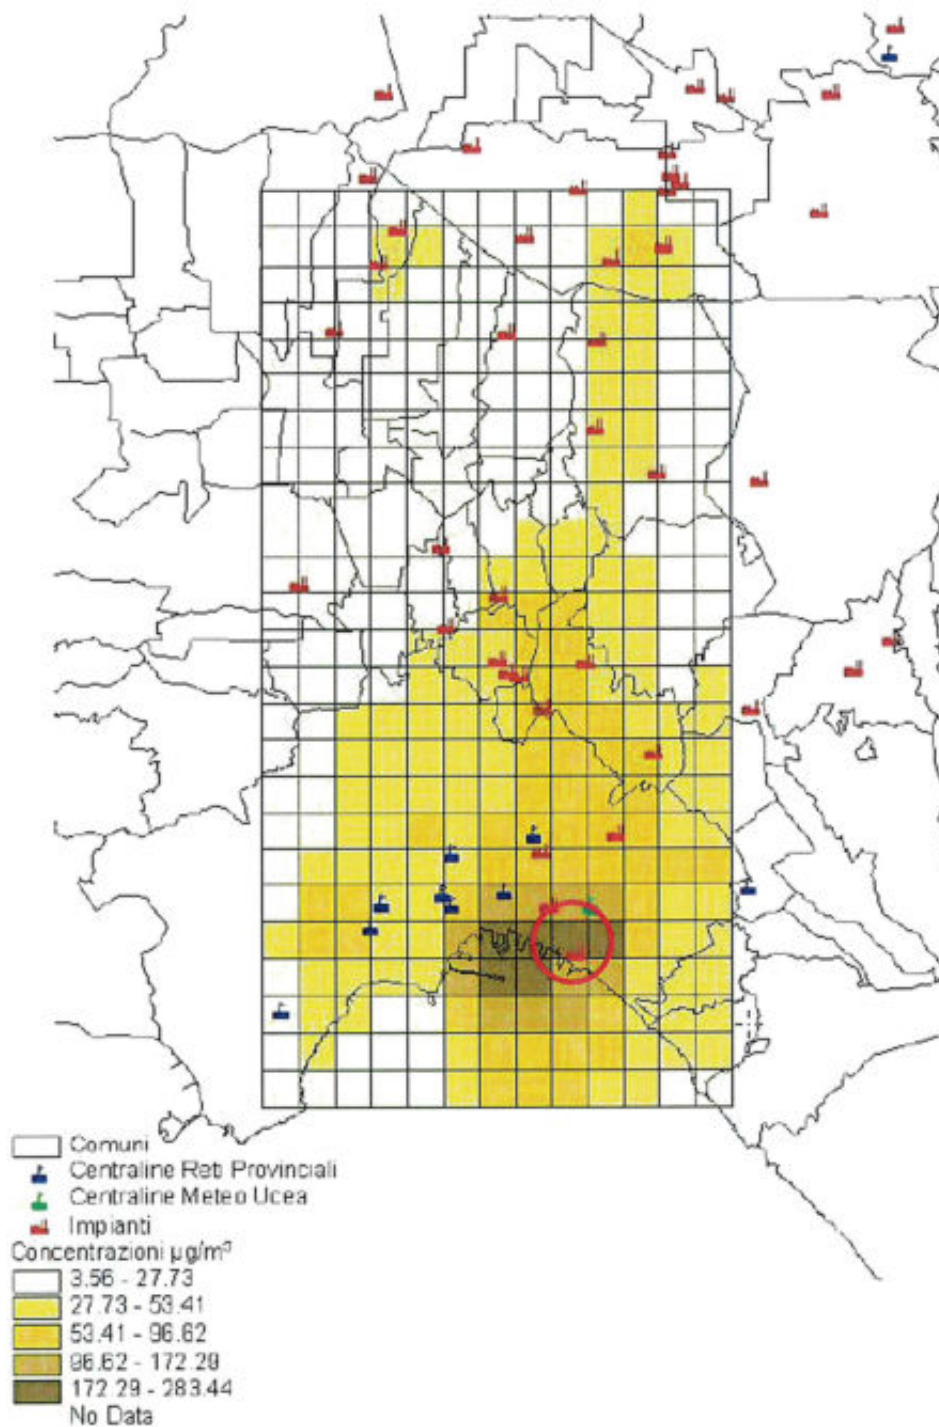 Comuni
Centraline Reti Provinciali
Centraline Meteo Ucea
Impianti
Concentrazioni µg/m³
3.56 - 27.73
27.73 - 53.41
53.41 - 96.62
96.62 - 172.29
172.29 - 283.44
No Data